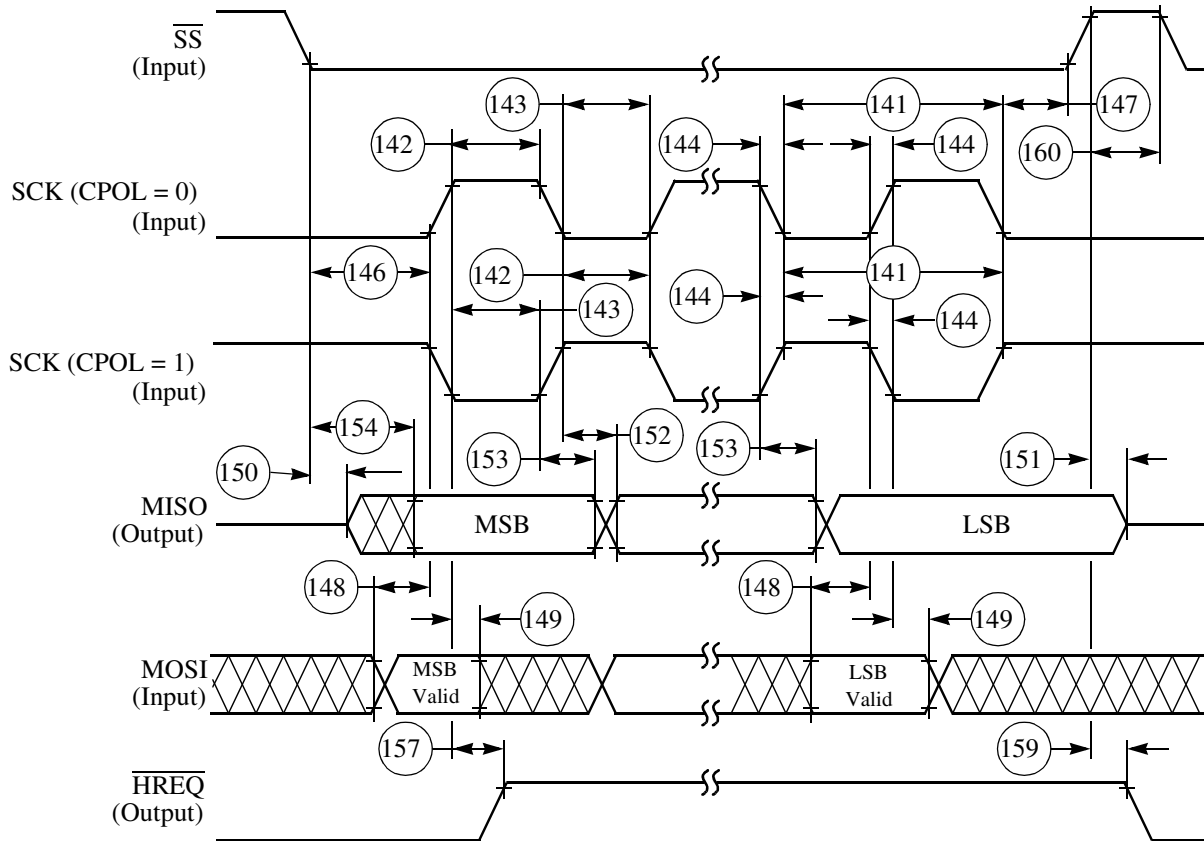 SS
(Input)
143
141
147
142
144
144
160
SCK (CPOL = 0)
(Input)
146
142
141
143
144
144
SCK (CPOL = 1)
(Input)
154
152
150
153
153
151
MISO
(Output)
MSB
LSB
148
148
149
149
MOSI
(Input)
MSB
Valid
LSB
Valid
157
159
HREQ
(Output)